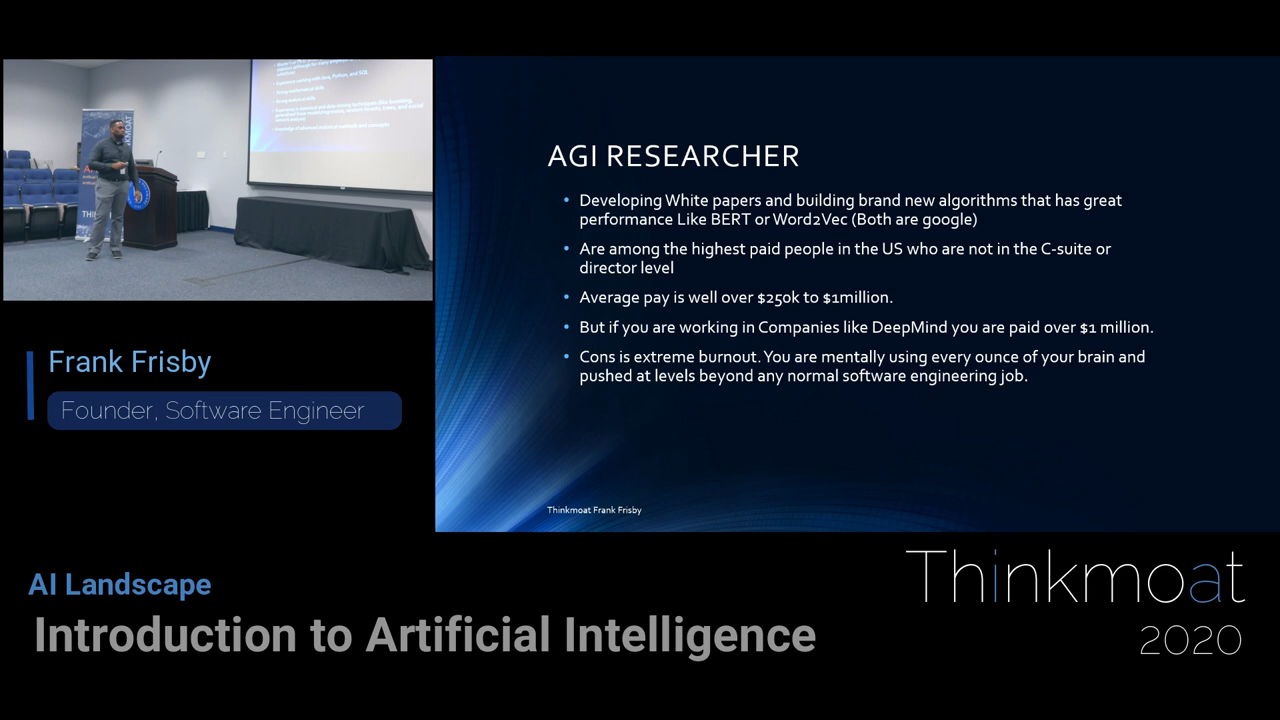 AGI RESEARCHER
• Developing White papers and building brand new algorithms that has great
performance Like BERT or Word2Vec (Both are google)
• Are among the highest paid people in the US who are not in the C-suite or
director level
• Average pay is well over $250k to $1million.
• But if you are working in Companies like DeepMind you are paid over $1 million.
• Cons is extreme burnout. You are mentally using every ounce of your brain and
pushed at levels beyond any normal software engineering job.
Thinkmoat Frank Frisby
Frank Frisby
Founder, Software Engineer
AI Landscape
Introduction to Artificial Intelligence
Thinkmoat
2020